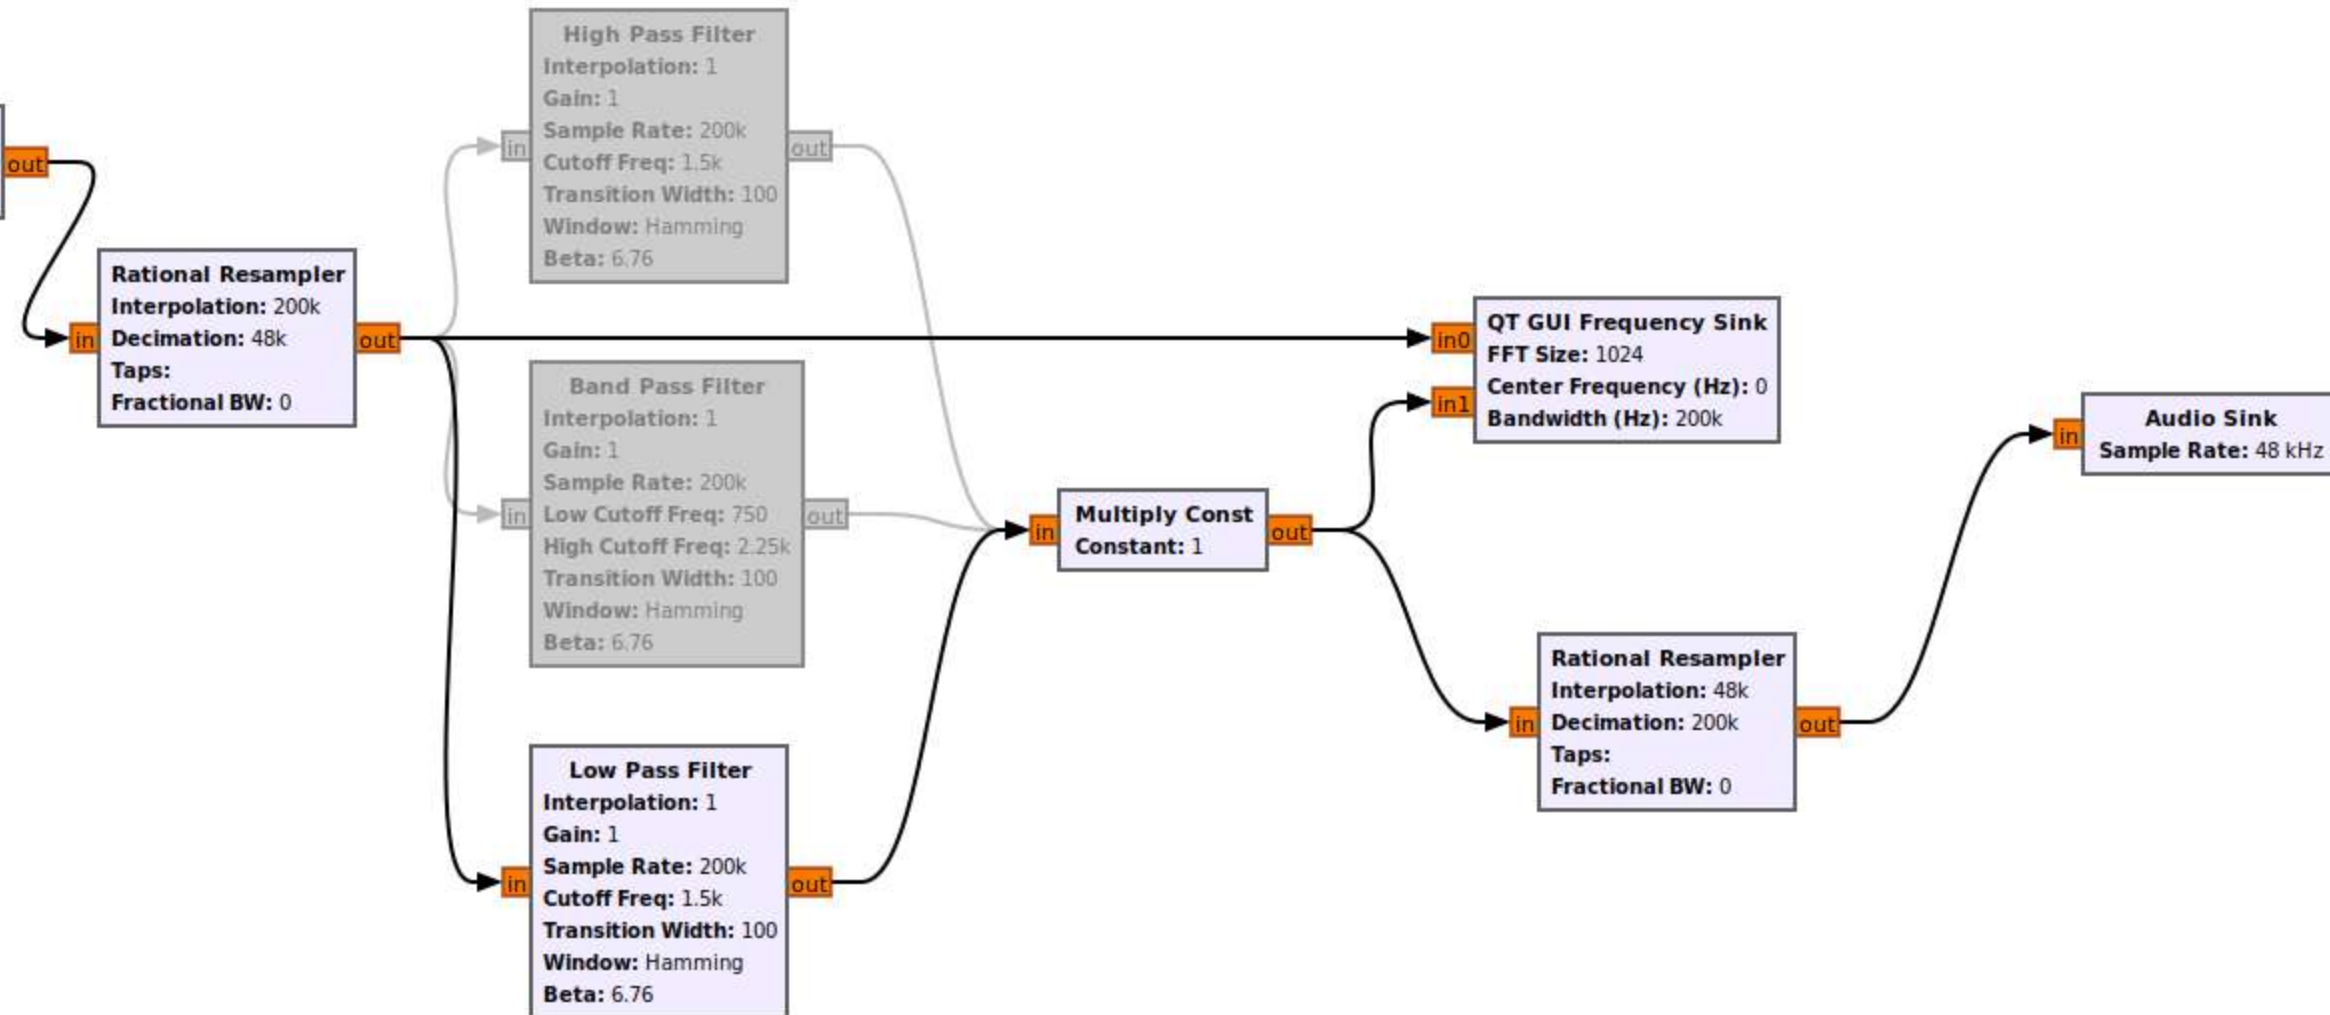 High Pass Filter
Interpolation: 1
Gain: 1
Sample Rate: 200k
Cutoff Freq: 1.5k
Transition Width: 100
Window: Hamming
Beta: 6.76
in
out
out
Rational Resampler
Interpolation: 200k
Decimation: 48k
Taps:
Fractional BW: 0
in
out
Band Pass Filter
Interpolation: 1
Gain: 1
Sample Rate: 200k
Low Cutoff Freq: 750
High Cutoff Freq: 2.25k
Transition Width: 100
Window: Hamming
Beta: 6.76
in
out
Low Pass Filter
Interpolation: 1
Gain: 1
Sample Rate: 200k
Cutoff Freq: 1.5k
Transition Width: 100
Window: Hamming
Beta: 6.76
in
out
in
Multiply Const
Constant: 1
out
in0
in1
QT GUI Frequency Sink
FFT Size: 1024
Center Frequency (Hz): 0
Bandwidth (Hz): 200k
in
Rational Resampler
Interpolation: 48k
Decimation: 200k
Taps:
Fractional BW: 0
out
in
Audio Sink
Sample Rate: 48 kHz